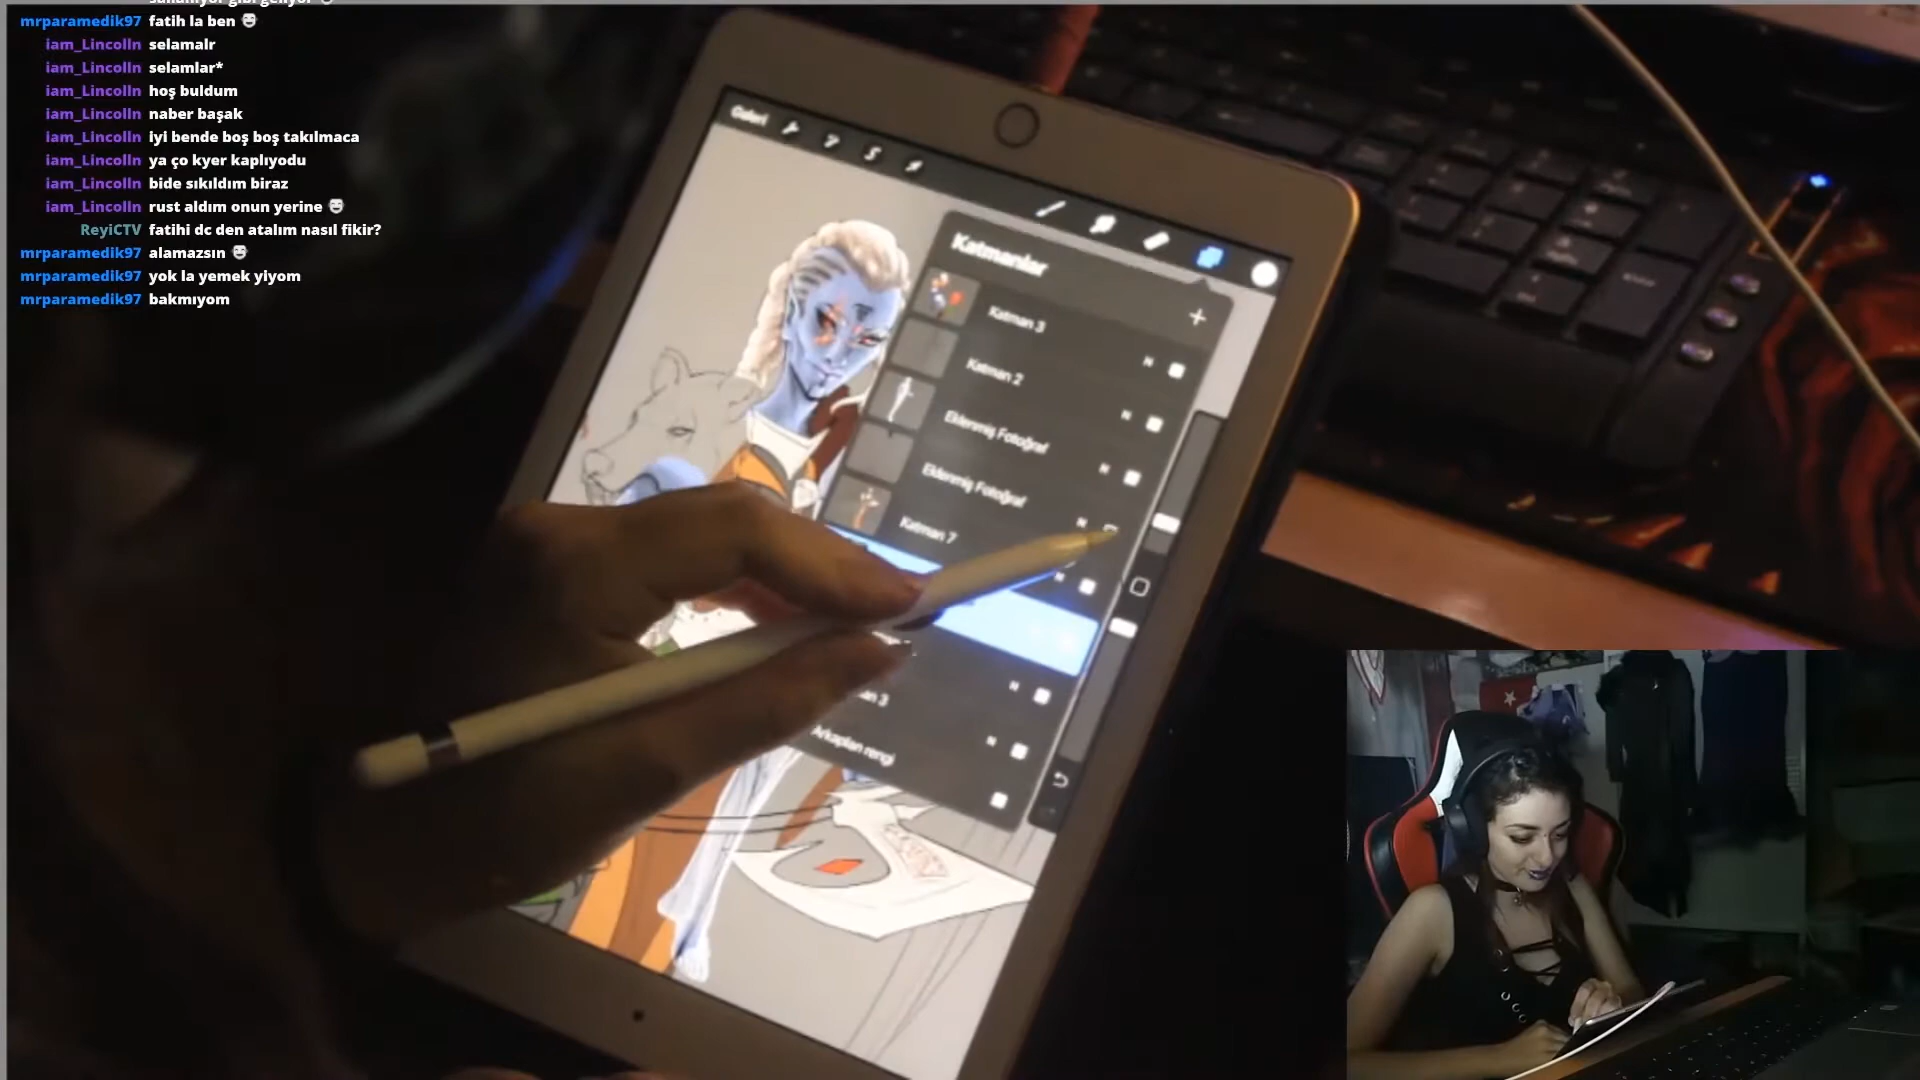 mrparamedik97 fatih la ben
iam_Lincolln selamalr
iam_Lincolln selamlar*
iam_Lincolln hoş buldum
iam_Lincolln naber başak
iam_Lincolln iyi bende boş boş takılmaca
iam_Lincolln ya ço kyer kaplıyodu
iam_Lincolln bide sıkıldım biraz
iam_Lincolln rust aldım onun yerine
ReyiCTV fatihi dc den atalım nasıl fikir?
mrparamedik97 alamazsın
mrparamedik97 yok la yemek yiyom
mrparamedik97 bakmıyom
Galeri
Katmanlar
Katman 3
N
Katman 2
N
Eklenmiş Fotoğraf
N
Eklenmiş Fotoğraf
N
Katman 7
N
N
N
Arkaplan rengi